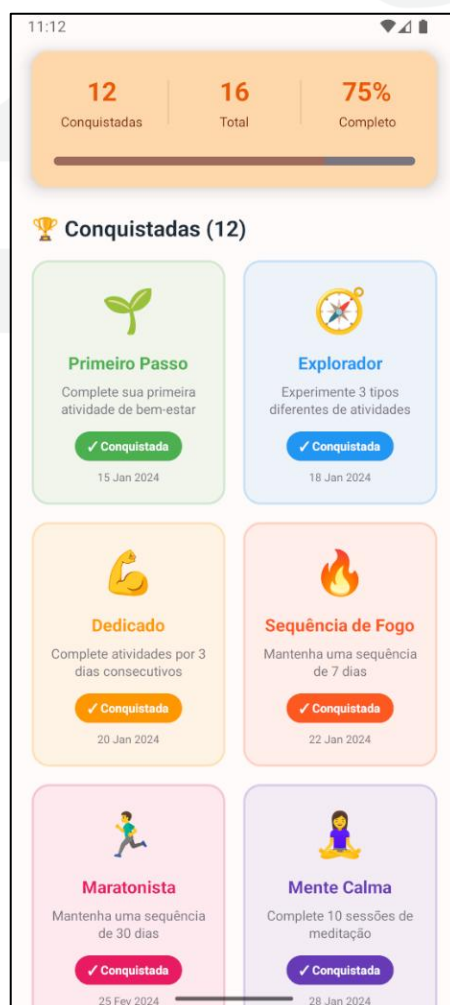 11:12
12 16 75%
Conquistadas Total Completo
Conquistadas (12)
Primeiro Passo
Complete sua primeira
atividade de bem-estar
✓ Conquistada
15 Jan 2024
Explorador
Experimente 3 tipos
diferentes de atividades
✓ Conquistada
18 Jan 2024
Dedicado
Complete atividades por 3
dias consecutivos
✓ Conquistada
20 Jan 2024
Sequência de Fogo
Mantenha uma sequência
de 7 dias
✓ Conquistada
22 Jan 2024
Maratonista
Mantenha uma sequência
de 30 dias
✓ Conquistada
25 Fev 2024
Mente Calma
Complete 10 sessões de
meditação
✓ Conquistada
28 Jan 2024